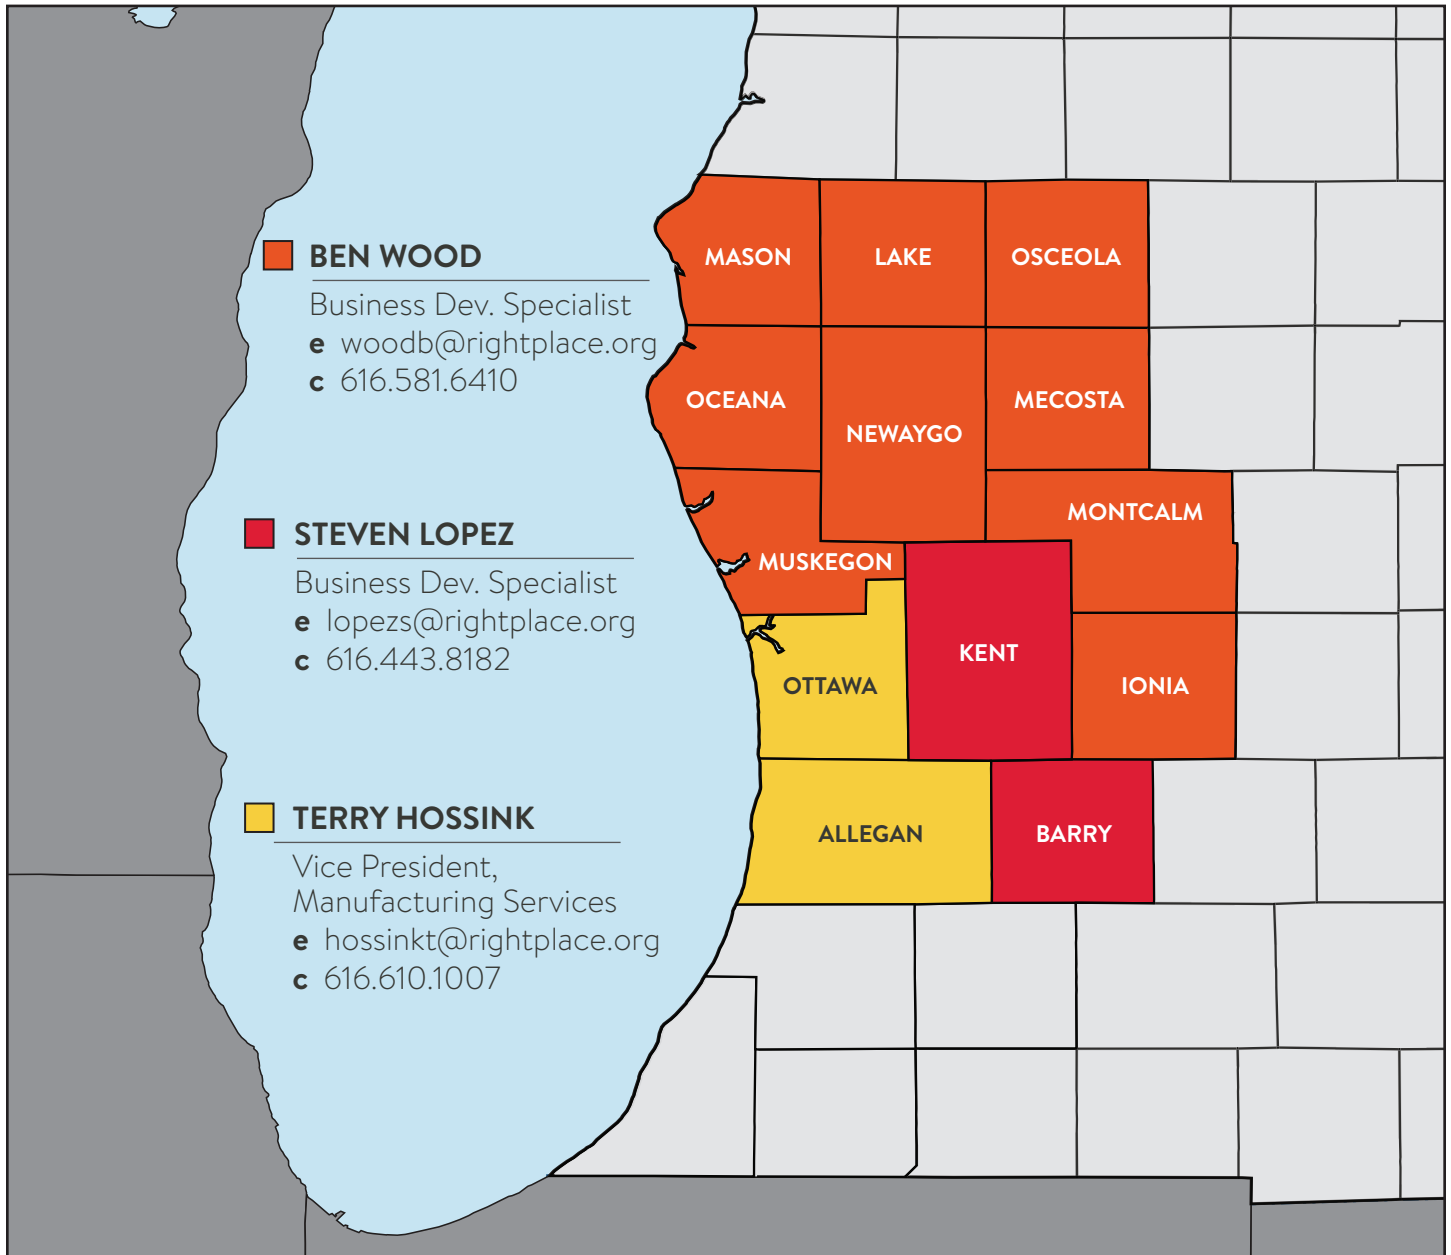 BEN WOOD
Business Dev. Specialist
e woodb@rightplace.org
c 616.581.6410
STEVEN LOPEZ
Business Dev. Specialist
e lopezs@rightplace.org
c 616.443.8182
TERRY HOSSINK
Vice President,
Manufacturing Services
e hossinkt@rightplace.org
c 616.610.1007
MASON
LAKE
OSCEOLA
OCEANA
NEWAYGO
MECOSTA
MUSKEGON
MONTCALM
OTTAWA
KENT
IONIA
ALLEGAN
BARRY